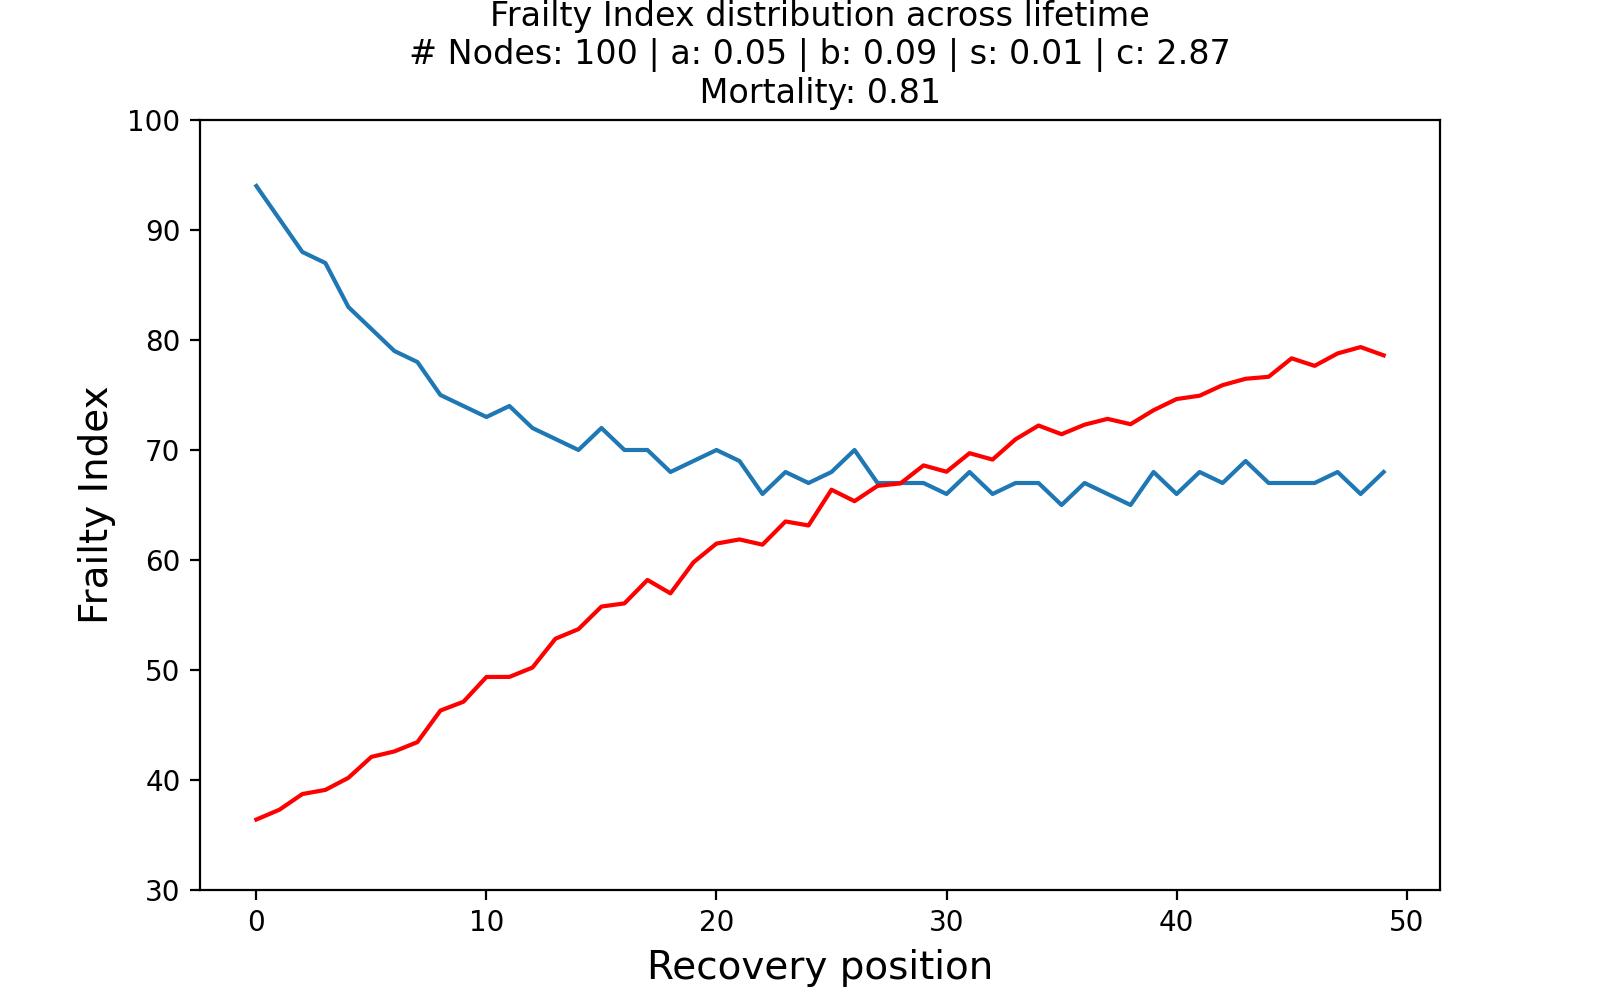 Frailty Index distribution across lifetime
# Nodes: 100 | a: 0.05 | b: 0.09 | s: 0.01 | c: 2.87
Mortality: 0.81
100
90
80
70
60
50
40
30
Frailty Index
0 10 20 30 40 50
Recovery position